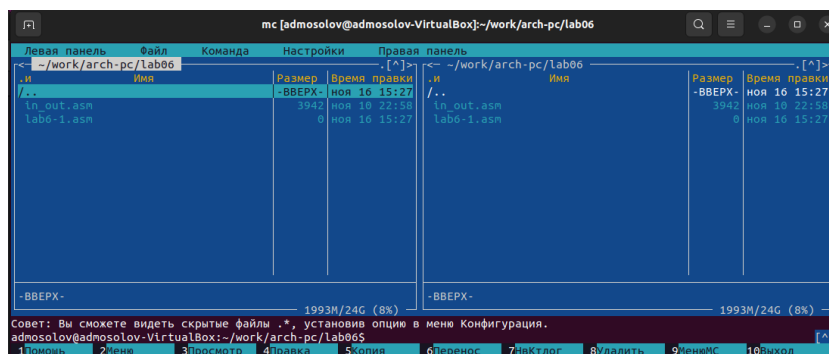 mc [admosolov@admosolov-VirtualBox]:~/work/arch-pc/lab06
Левая панель Файл Команда Настройки Правая панель
<— ~/work/arch-pc/lab06 .[^]> <— ~/work/arch-pc/lab06 .[^]>
.и Имя Размер Время правки .и Имя Размер Время правки
/.. -ВВЕРХ- ноя 16 15:27 /.. -ВВЕРХ- ноя 16 15:27
in_out.asm 3942 ноя 10 22:58 in_out.asm 3942 ноя 10 22:58
lab6-1.asm 0 ноя 16 15:27 lab6-1.asm 0 ноя 16 15:27
-ВВЕРХ- -ВВЕРХ-
1993M/24G (8%) 1993M/24G (8%)
Совет: Вы сможете видеть скрытые файлы .*, установив опцию в меню Конфигурация.
admosolov@admosolov-VirtualBox:~/work/arch-pc/lab06$ [^
1Помощь 2Меню 3Просмотр 4Правка 5Копия 6Перенос 7НвКтлог 8Удалить 9МенюМС 10Выход